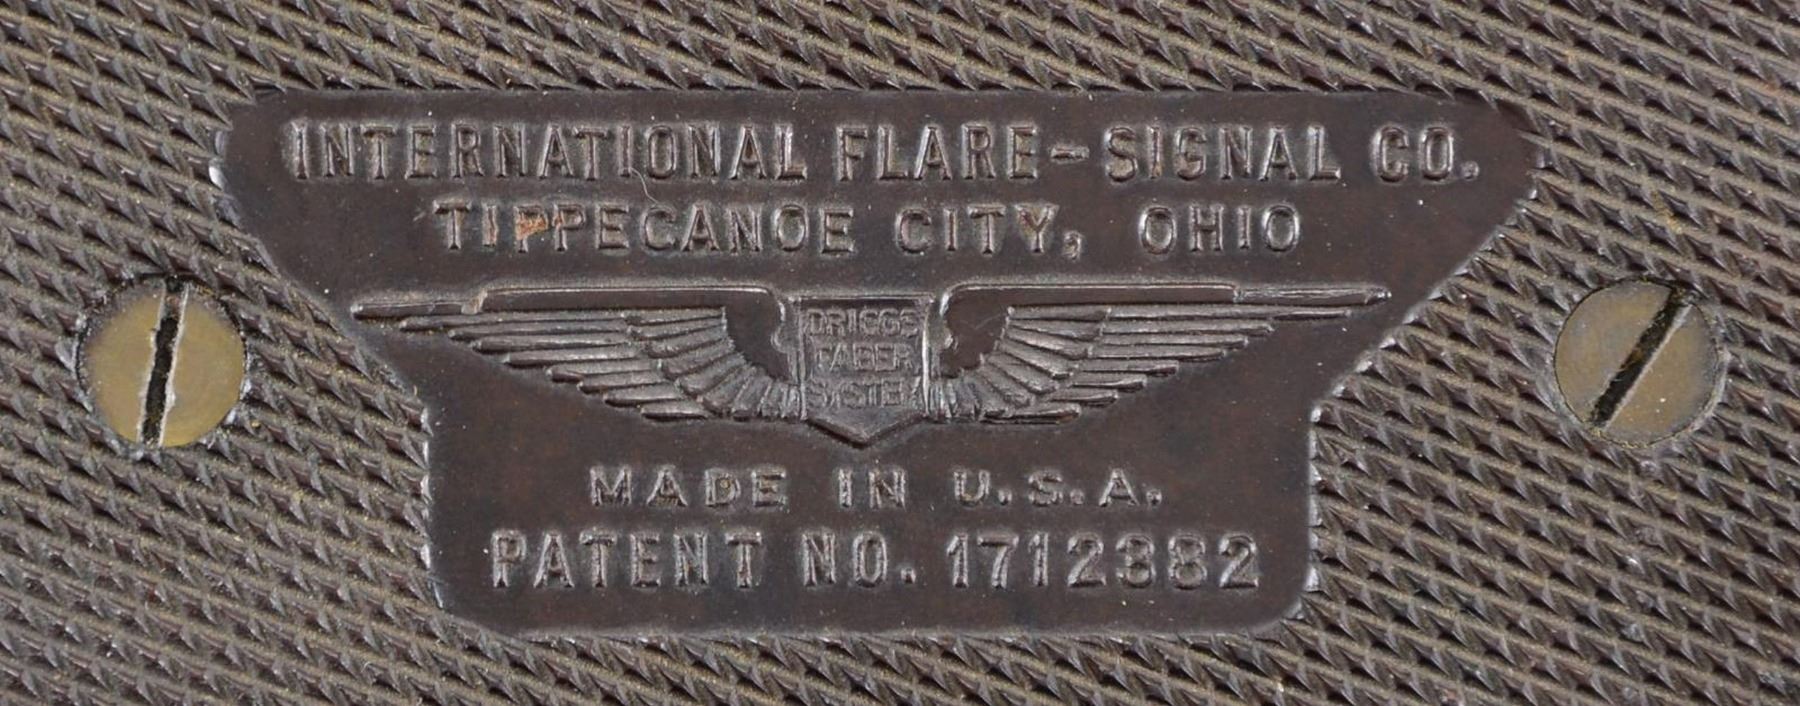 INTERNATIONAL FLARE-SIGNAL CO.
TIPPECANOE CITY, OHIO
DRIGGS
FABER
SYSTEM
MADE IN U.S.A.
PATENT NO. 1712382